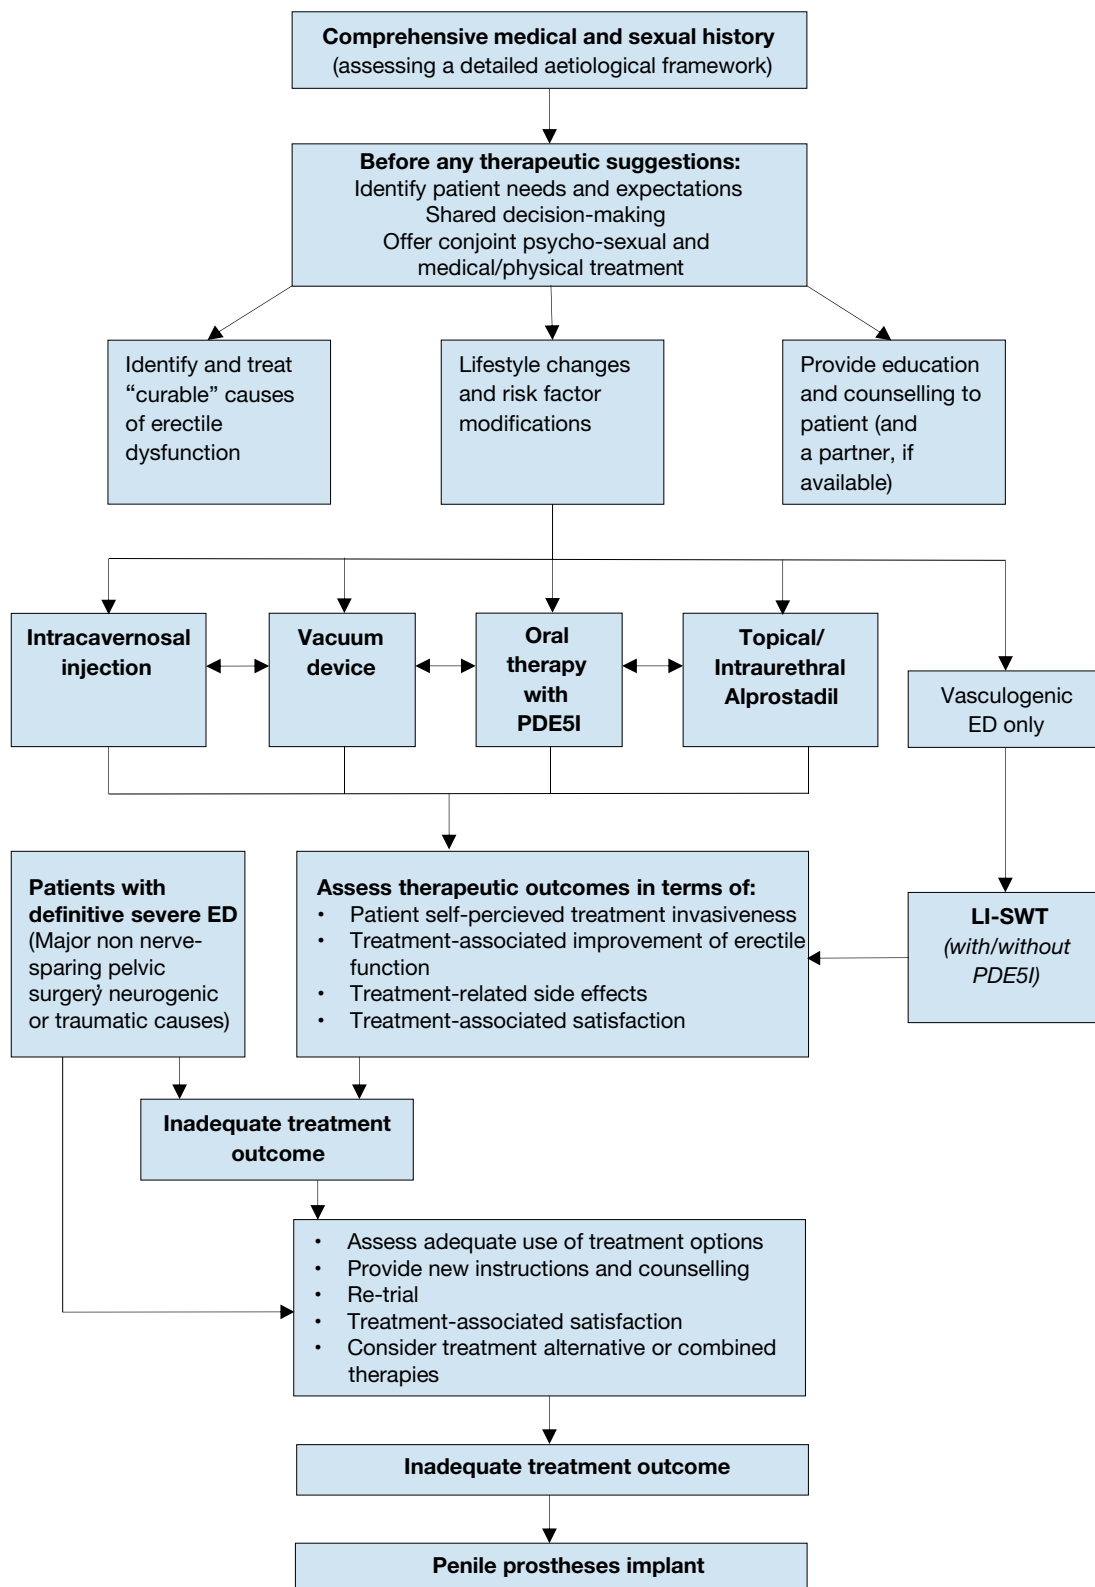 Comprehensive medical and sexual history
(assessing a detailed aetiological framework)
Before any therapeutic suggestions:
Identify patient needs and expectations
Shared decision-making
Offer conjoint psycho-sexual and
medical/physical treatment
Identify and treat
“curable” causes
of erectile
dysfunction
Lifestyle changes
and risk factor
modifications
Provide education
and counselling to
patient (and
a partner, if
available)
Intracavernosal
injection
Vacuum
device
Oral
therapy
with
PDE5I
Topical/
Intraurethral
Alprostadil
Vasculogenic
ED only
Patients with
definitive severe ED
(Major non nerve-
sparing pelvic
surgery, neurogenic
or traumatic causes)
Assess therapeutic outcomes in terms of:
• Patient self-percieved treatment invasiveness
• Treatment-associated improvement of erectile
function
• Treatment-related side effects
• Treatment-associated satisfaction
LI-SWT
(with/without
PDE5I)
Inadequate treatment
outcome
• Assess adequate use of treatment options
• Provide new instructions and counselling
• Re-trial
• Treatment-associated satisfaction
• Consider treatment alternative or combined
therapies
Inadequate treatment outcome
Penile prostheses implant